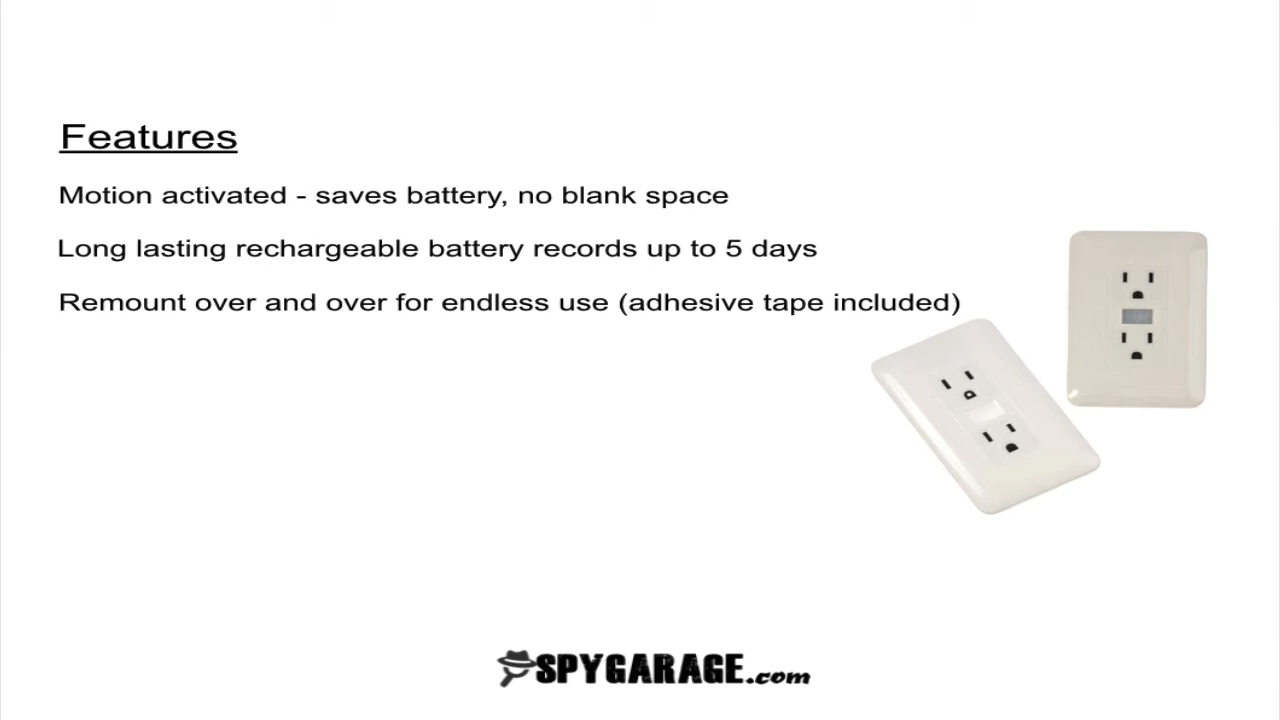 Features
Motion activated - saves battery, no blank space
Long lasting rechargeable battery records up to 5 days
Remount over and over for endless use (adhesive tape included)
SPYGARAGE.com